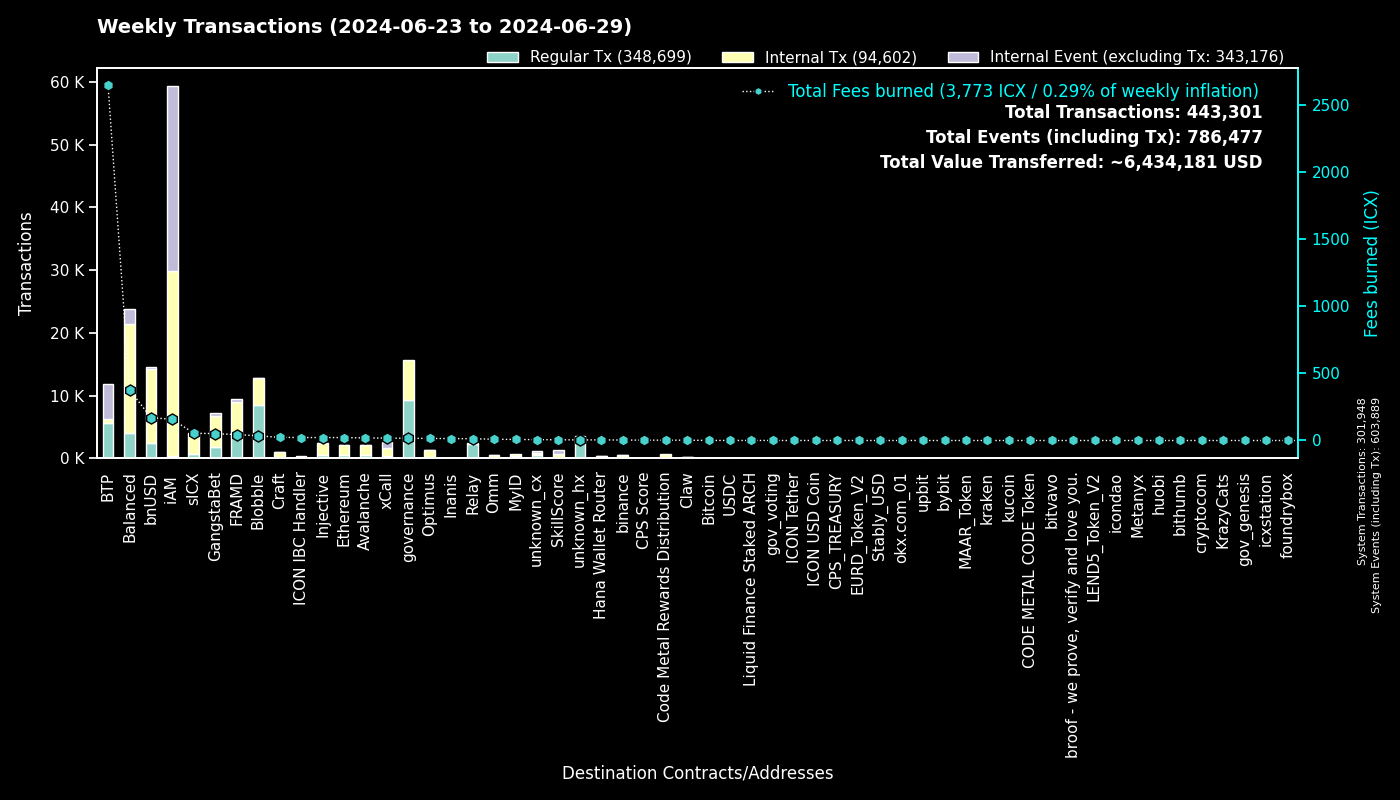 Weekly Transactions (2024-06-23 to 2024-06-29)
Regular Tx (348,699)
Internal Tx (94,602)
Internal Event (excluding Tx: 343,176)
Total Fees burned (3,773 ICX / 0.29% of weekly inflation)
Total Transactions: 443,301
Total Events (including Tx): 786,477
Total Value Transferred: ~6,434,181 USD
Transactions
60 K
50 K
40 K
30 K
20 K
10 K
0 K
2500
2000
1500
1000
500
0
Fees burned (ICX)
System Transactions: 301,948
System Events (including Tx): 603,889
BTP
Balanced
bnUSD
iAM
sICX
GangstaBet
FRAMD
Blobble
Craft
ICON IBC Handler
Injective
Ethereum
Avalanche
xCall
governance
Optimus
Inanis
Relay
Omm
MyID
unknown_cx
SkillScore
unknown_hx
Hana Wallet Router
binance
CPS Score
Code Metal Rewards Distribution
Claw
Bitcoin
USDC
Liquid Finance Staked ARCH
gov_voting
ICON Tether
ICON USD Coin
CPS_TREASURY
EURD_Token_V2
Stably_USD
okx.com_01
upbit
bybit
MAAR_Token
kraken
kucoin
CODE METAL CODE Token
bitvavo
broof - we prove, verify and love you.
LEND5_Token_V2
icondao
Metanyx
huobi
bithumb
cryptocom
KrazyCats
gov_genesis
icxstation
foundrybox
Destination Contracts/Addresses